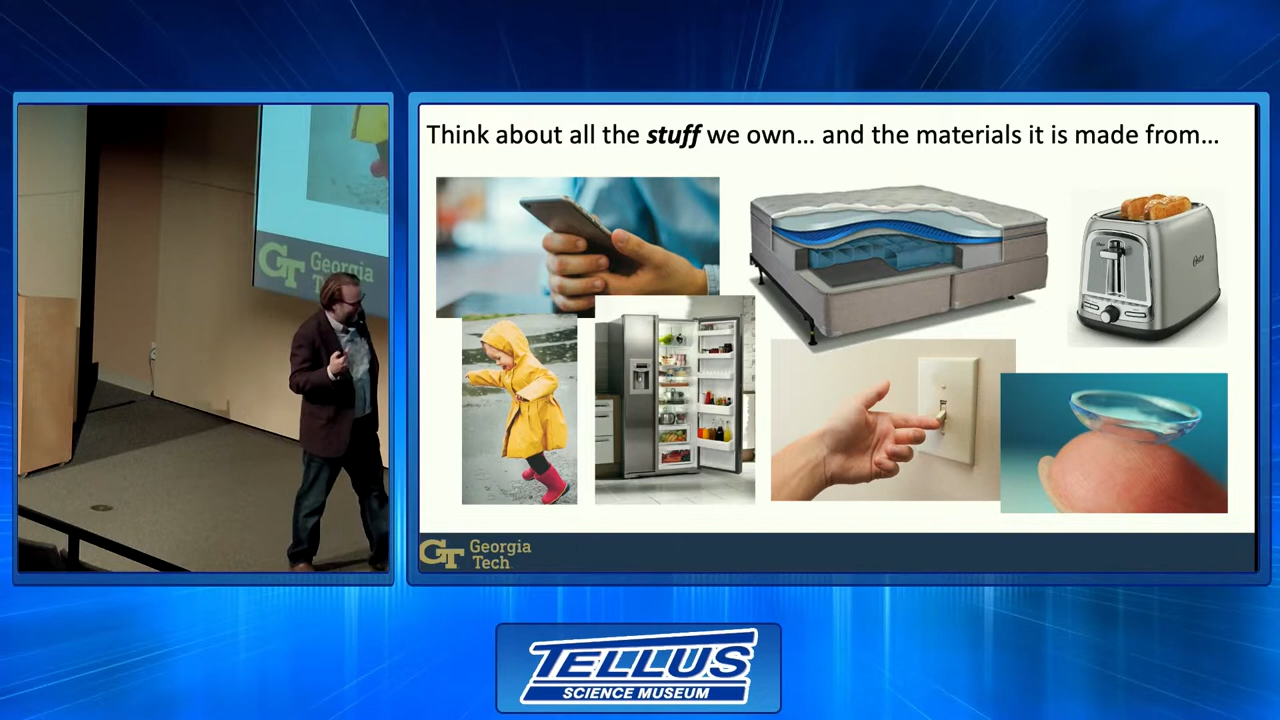 Think about all the stuff we own... and the materials it is made from...
GT Georgia
Oster
GT Georgia
Tech
TELLUS
SCIENCE MUSEUM